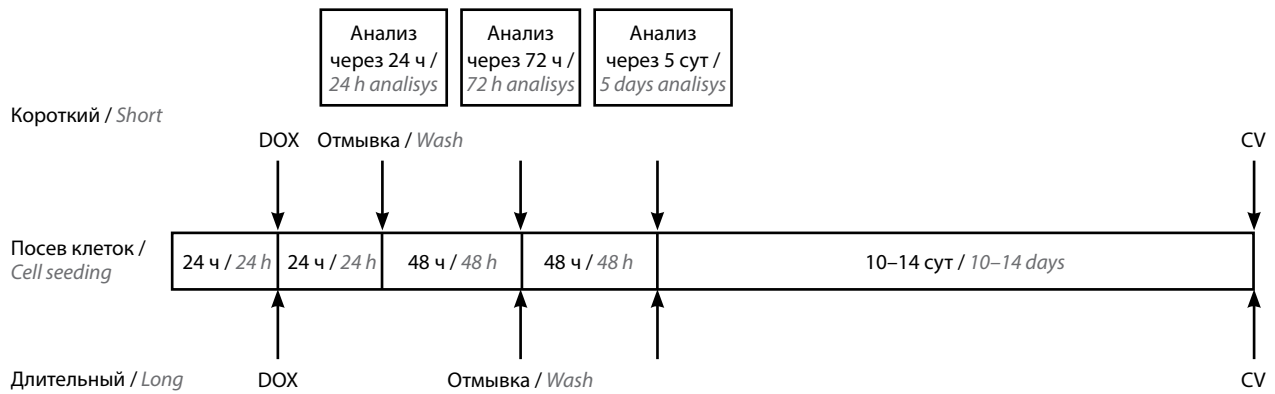 Анализ
через 24 ч /
24 h analisys
Анализ
через 72 ч /
72 h analisys
Анализ
через 5 сут /
5 days analisys
Короткий / Short
DOX Отмывка / Wash CV
Посев клеток /
Cell seeding
24 ч / 24 h 24 ч / 24 h 48 ч / 48 h 48 ч / 48 h 10–14 сут / 10–14 days
Длительный / Long DOX Отмывка / Wash CV